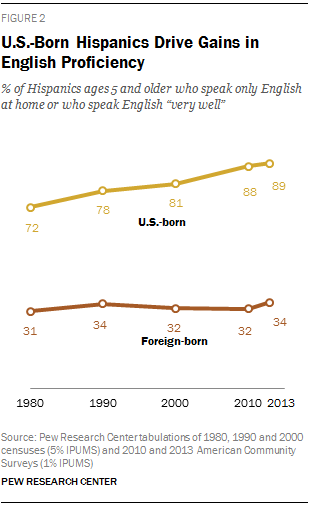 FIGURE 2
U.S.-Born Hispanics Drive Gains in
English Proficiency
% of Hispanics ages 5 and older who speak only English
at home or who speak English “very well”
72
78
81
88
89
U.S.-born
31
34
32
32
34
Foreign-born
1980 1990 2000 2010 2013
Source: Pew Research Center tabulations of 1980, 1990 and 2000
censuses (5% IPUMS) and 2010 and 2013 American Community
Surveys (1% IPUMS)
PEW RESEARCH CENTER